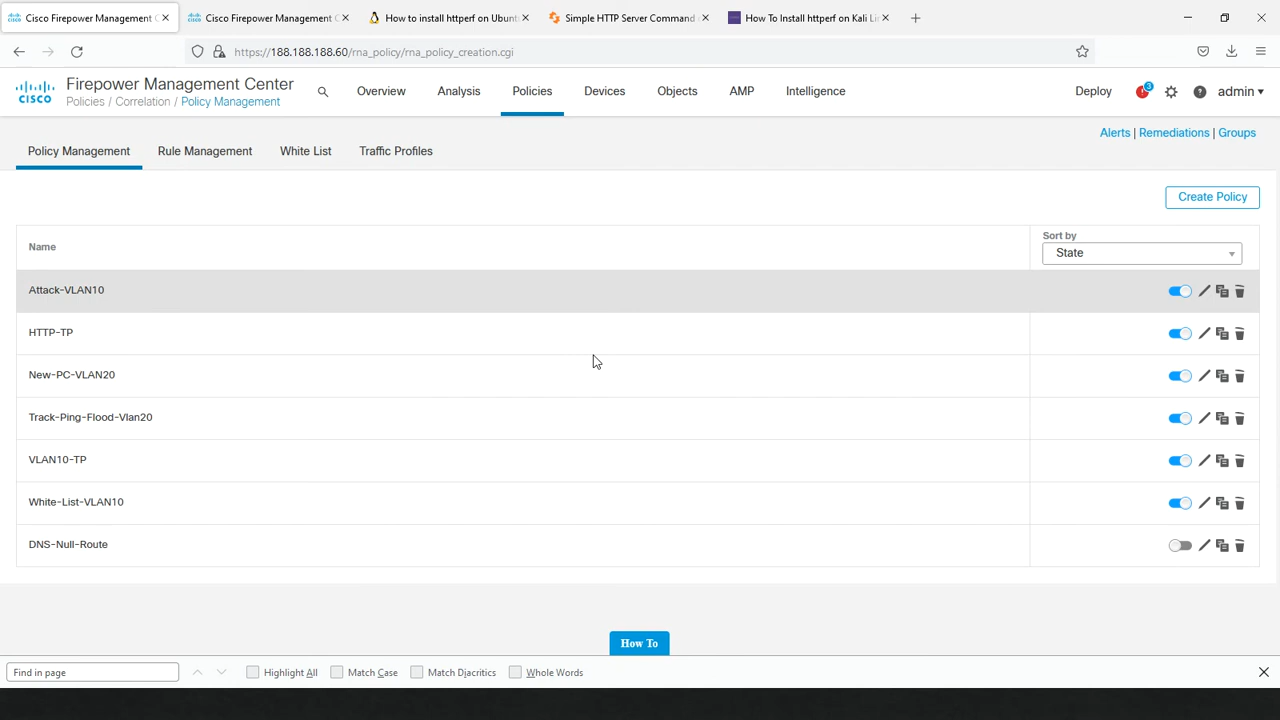 Cisco Firepower Management C
Cisco Firepower Management C
How to install httperf on Ubunt
Simple HTTP Server Command
How To Install httperf on Kali Li
https://188.188.188.60/rna_policy/rna_policy_creation.cgi
CISCO
Firepower Management Center
Policies / Correlation / Policy Management
Overview
Analysis
Policies
Devices
Objects
AMP
Intelligence
Deploy
3
admin
Alerts | Remediations | Groups
Policy Management
Rule Management
White List
Traffic Profiles
Create Policy
Name
Sort by
State
Attack-VLAN10
HTTP-TP
New-PC-VLAN20
Track-Ping-Flood-Vlan20
VLAN10-TP
White-List-VLAN10
DNS-Null-Route
How To
Find in page
Highlight All
Match Case
Match Diacritics
Whole Words